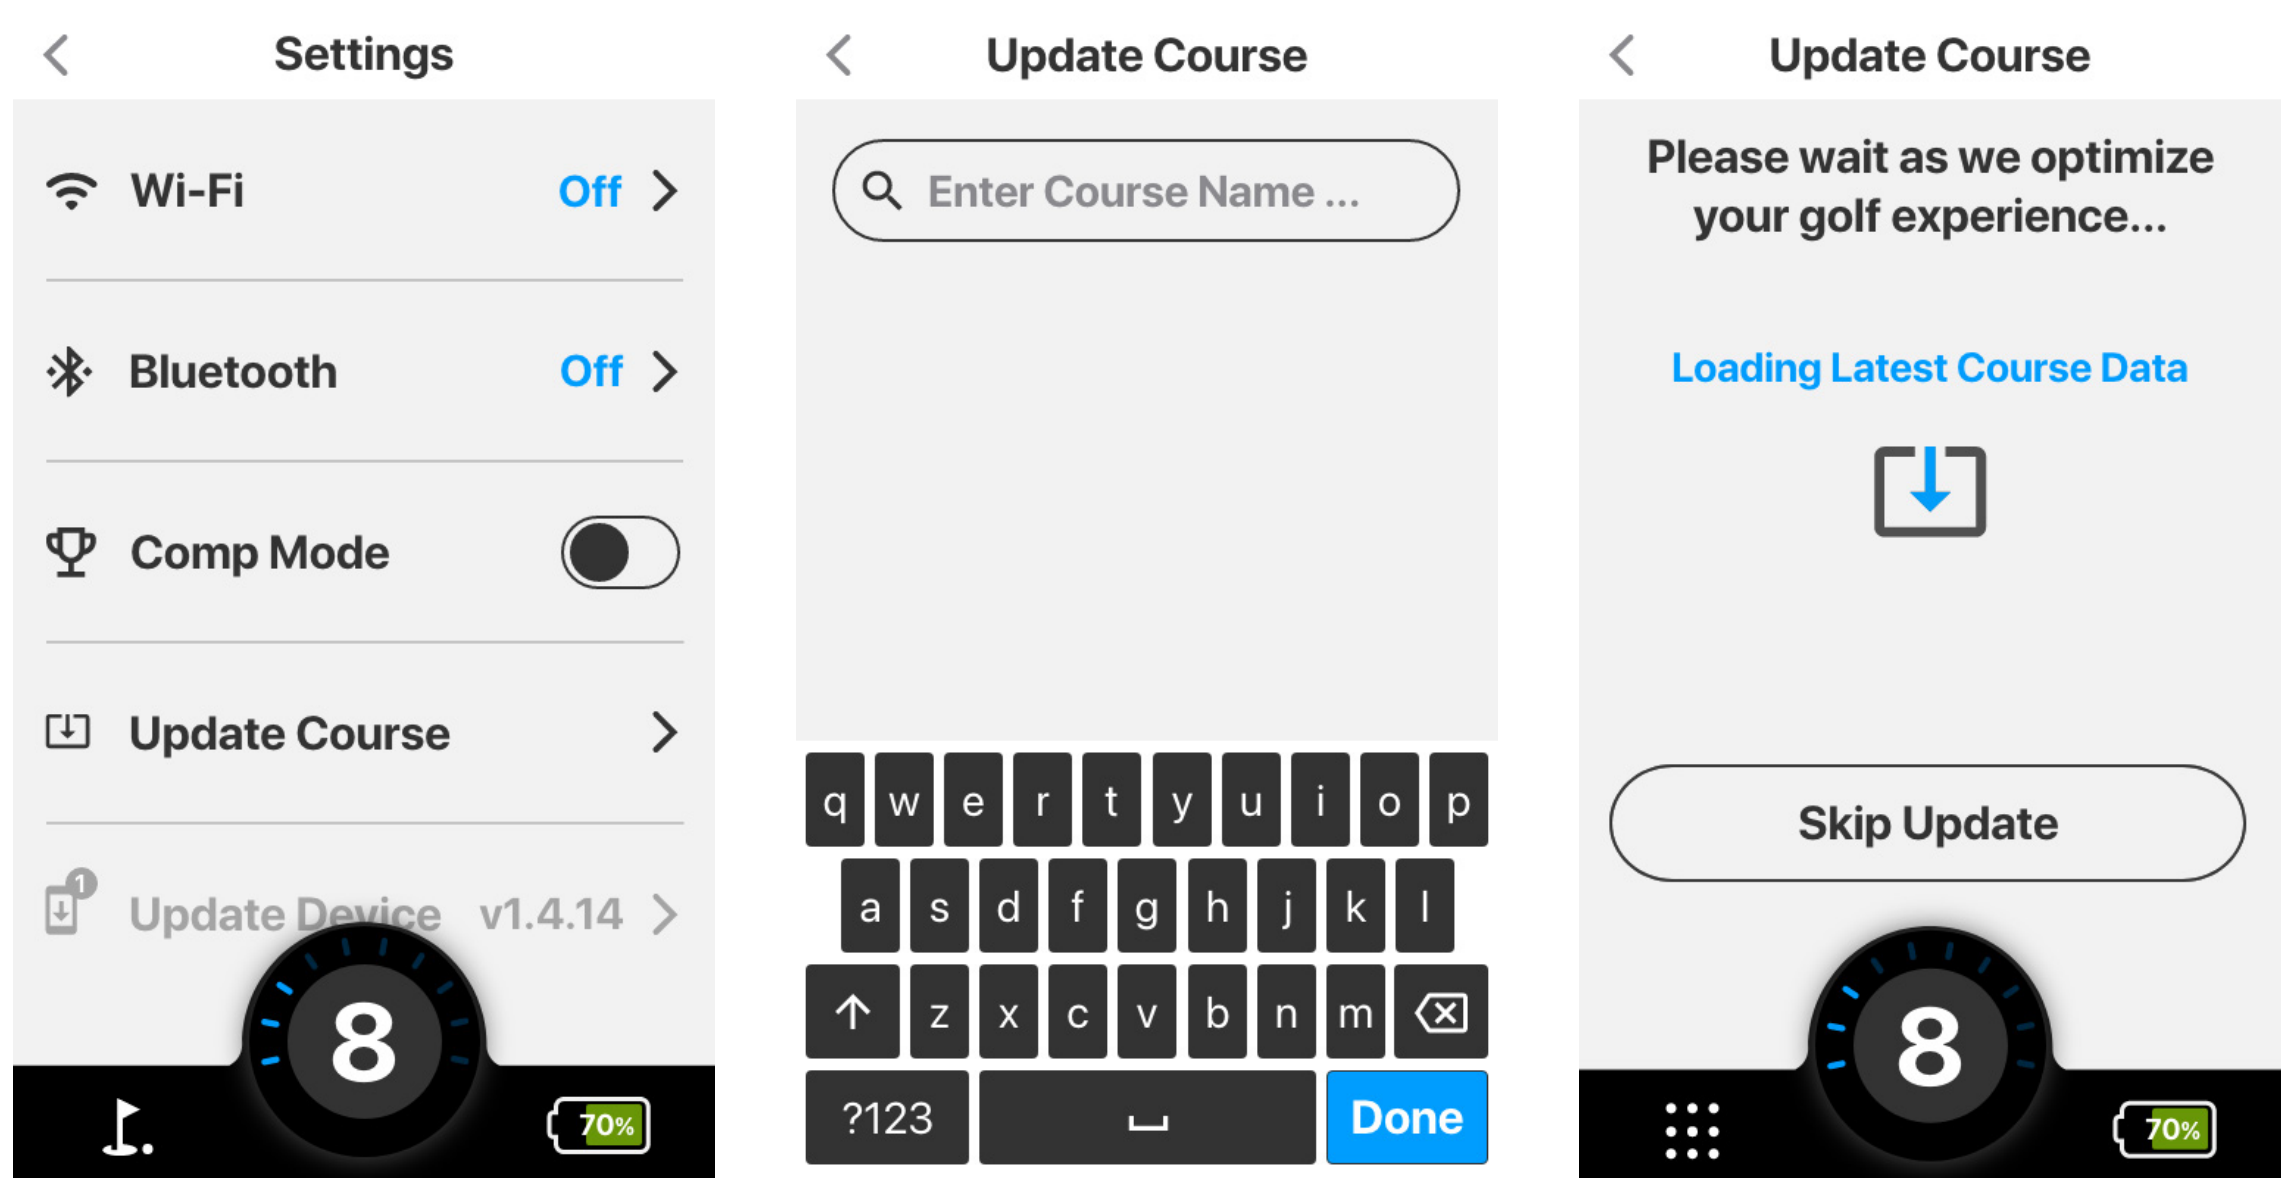 Settings
Wi-Fi Off
Bluetooth Off
Comp Mode
Update Course
1
Update Device v1.4.14
8
70%
Update Course
Enter Course Name ...
q w e r t y u i o p
a s d f g h j k l
z x c v b n m
?123 Done
Update Course
Please wait as we optimize
your golf experience...
Loading Latest Course Data
Skip Update
8
70%